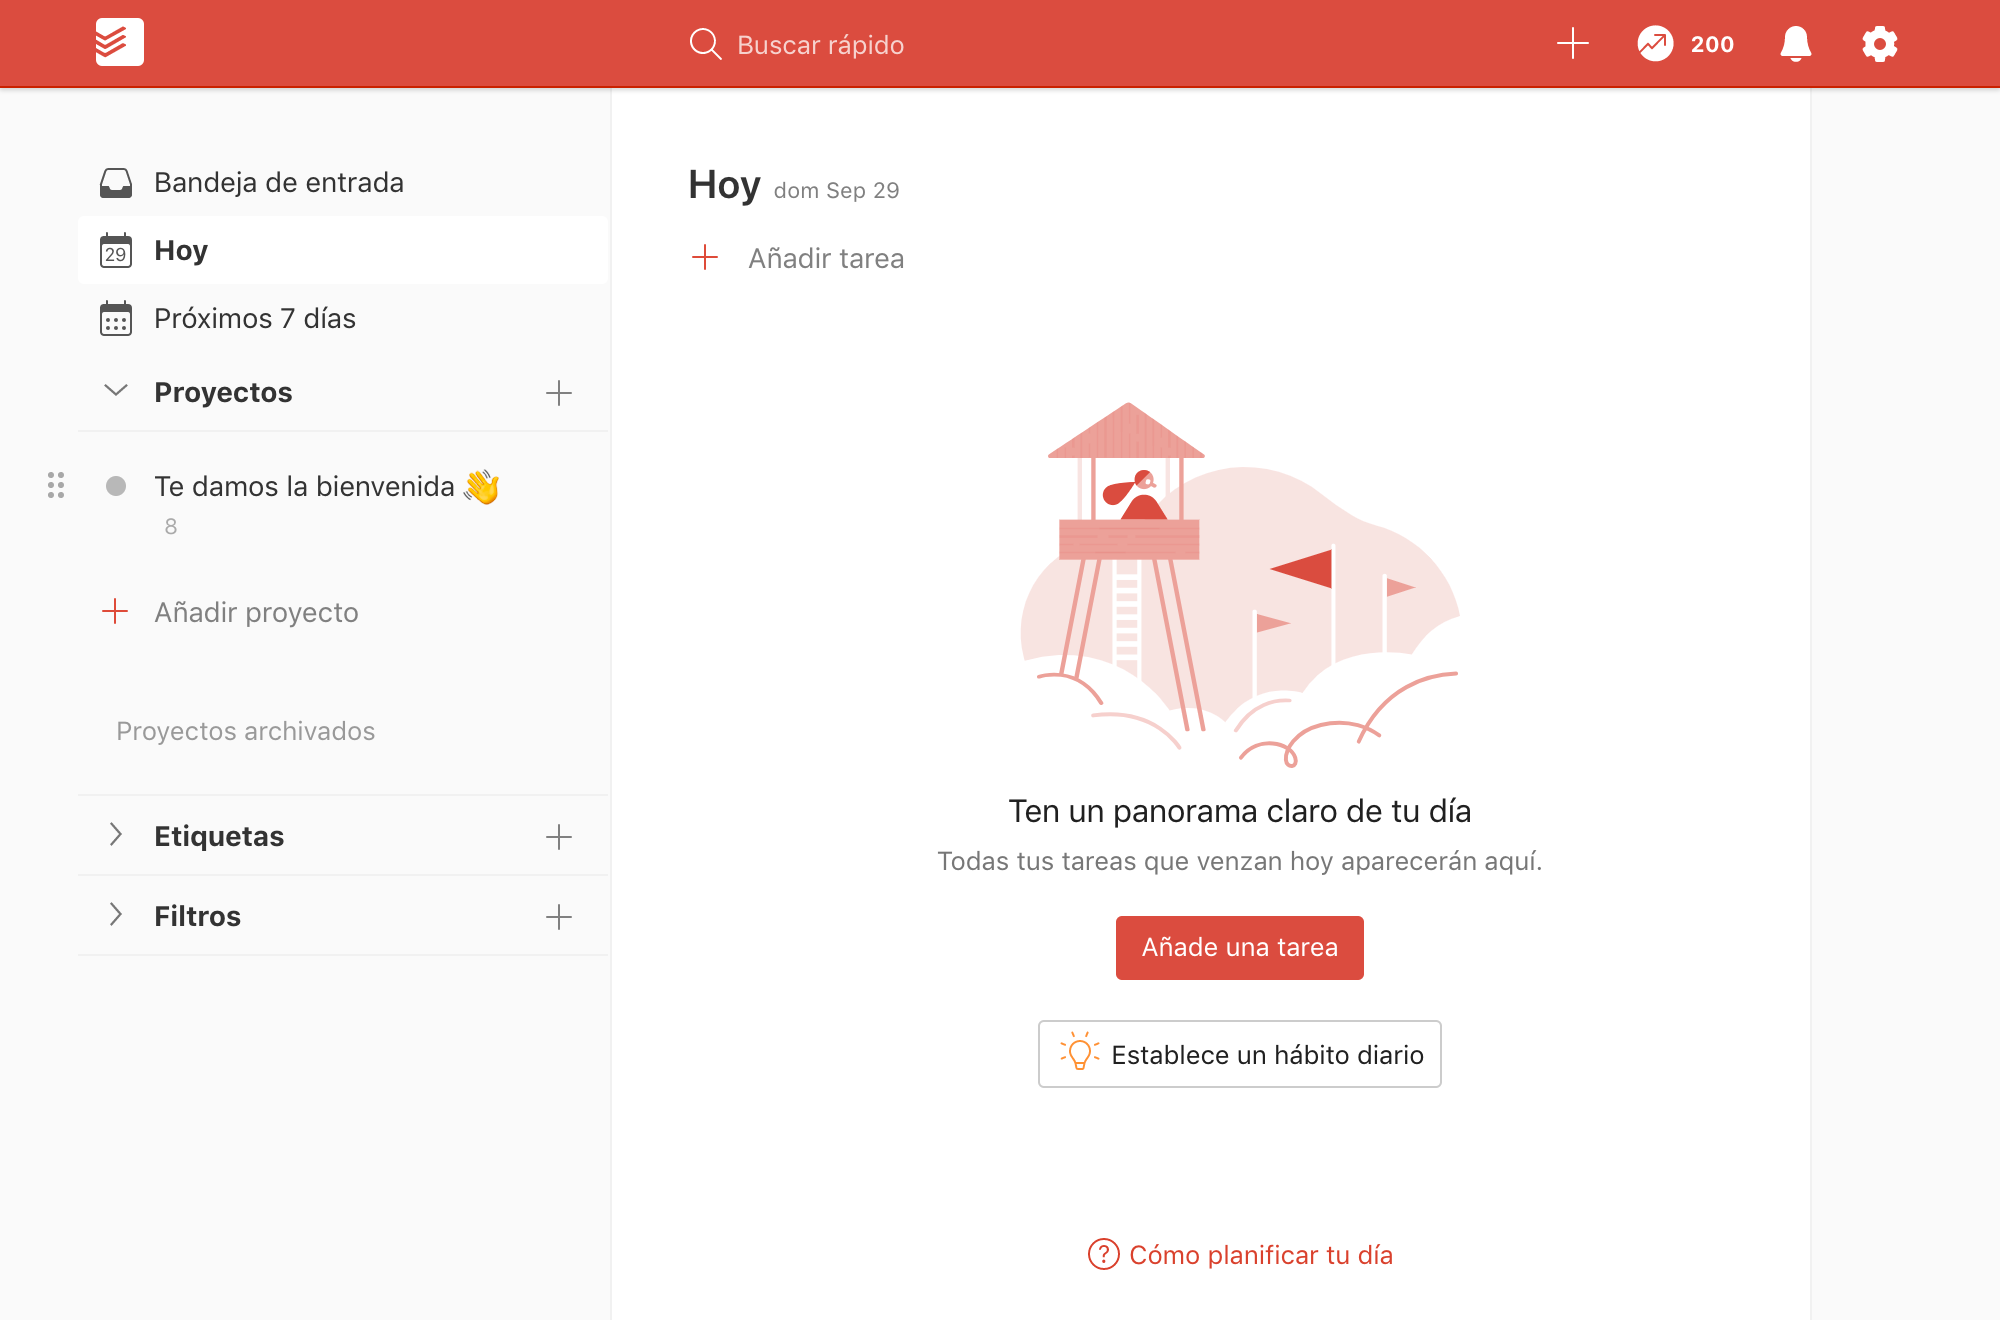 Buscar rápido
200
Bandeja de entrada
29
Hoy
Próximos 7 días
Proyectos
Te damos la bienvenida 👋
8
Añadir proyecto
Proyectos archivados
Etiquetas
Filtros
Hoy dom Sep 29
Añadir tarea
Ten un panorama claro de tu día
Todas tus tareas que venzan hoy aparecerán aquí.
Añade una tarea
Establece un hábito diario
? Cómo planificar tu día